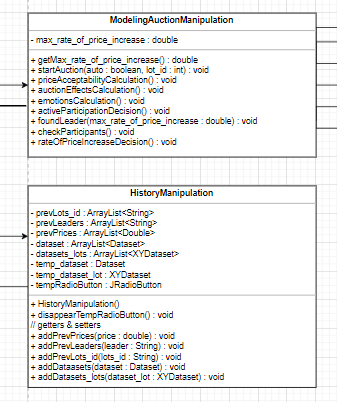 ModelingAuctionManipulation
- max_rate_of_price_increase : double
+ getMax_rate_of_price_increase() : double
+ startAuction(auto : boolean, lot_id : int) : void
+ priceAcceptabilityCalculation() : void
+ auctionEffectsCalculation() : void
+ emotionsCalculation() : void
+ activeParticipationDecision() : void
+ foundLeader(max_rate_of_price_increase : double) : void
+ checkParticipants() : void
+ rateOfPriceIncreaseDecision() : void
HistoryManipulation
- prevLots_id : ArrayList<String>
- prevLeaders : ArrayList<String>
- prevPrices : ArrayList<Double>
- dataset : ArrayList<Dataset>
- datasets_lots : ArrayList<XYDataset>
- temp_dataset : Dataset
- temp_dataset_lot : XYDataset
- tempRadioButton : JRadioButton
+ HistoryManipulation()
+ disappearTempRadioButton() : void
// getters & setters
+ addPrevPrices(price : double) : void
+ addPrevLeaders(leader : String) : void
+ addPrevLots_id(lots_id : String) : void
+ addDataasets(dataset : Dataset) : void
+ addDatasets_lots(dataset_lot : XYDataset) : void